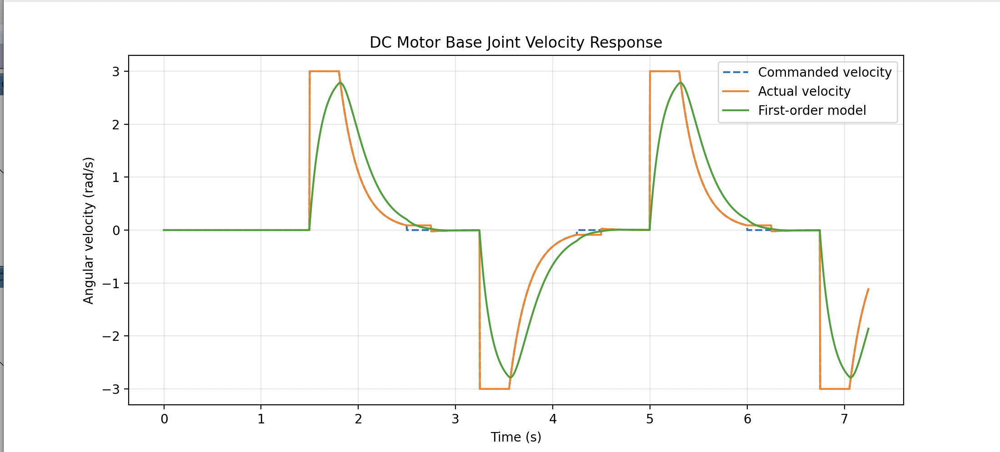 DC Motor Base Joint Velocity Response
Commanded velocity
Actual velocity
First-order model
Angular velocity (rad/s)
3
2
1
0
−1
−2
−3
0 1 2 3 4 5 6 7
Time (s)